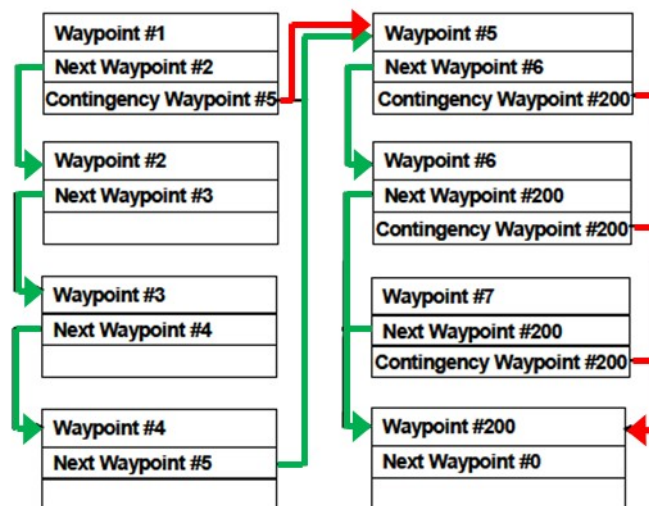 Waypoint #1
Next Waypoint #2
Contingency Waypoint #5
Waypoint #2
Next Waypoint #3
Waypoint #3
Next Waypoint #4
Waypoint #4
Next Waypoint #5
Waypoint #5
Next Waypoint #6
Contingency Waypoint #200
Waypoint #6
Next Waypoint #200
Contingency Waypoint #200
Waypoint #7
Next Waypoint #200
Contingency Waypoint #200
Waypoint #200
Next Waypoint #0